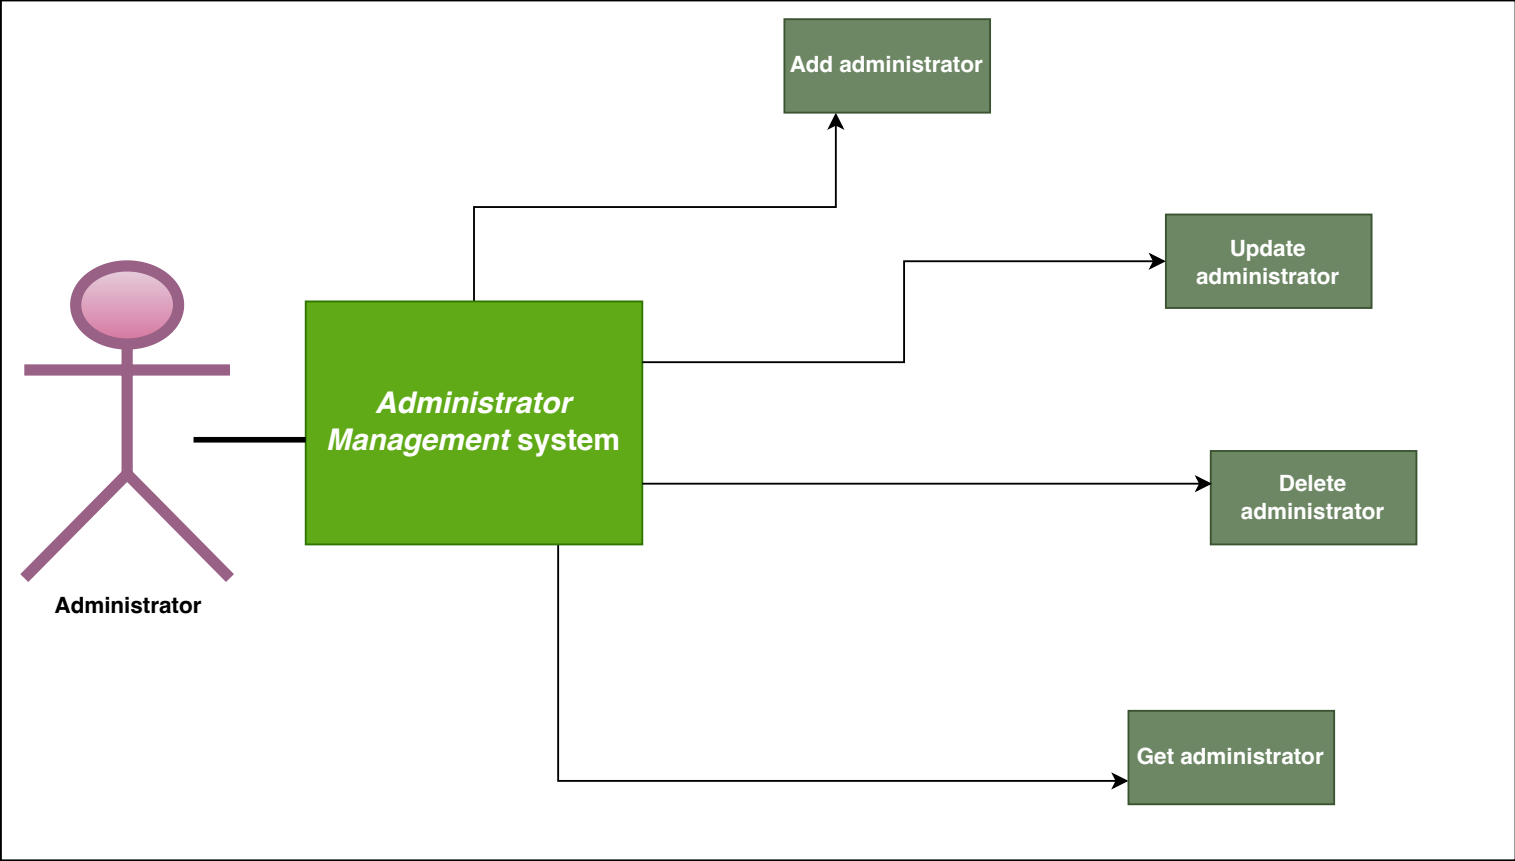 Add administrator
Update
administrator
Administrator
Management system
Delete
administrator
Administrator
Get administrator